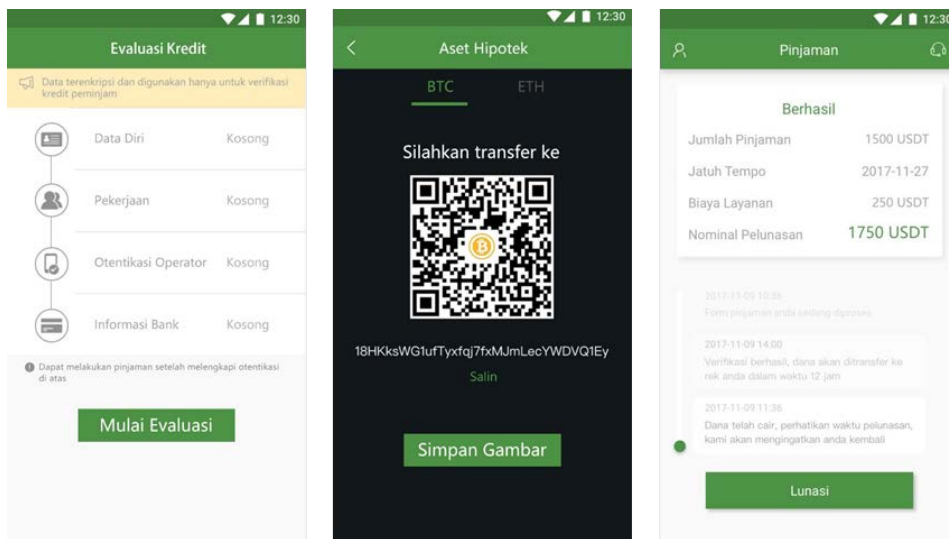 12:30
Evaluasi Kredit
Data terenkripsi dan digunakan hanya untuk verifikasi
kredit peminjam
Data Diri Kosong
Pekerjaan Kosong
Otentikasi Operator Kosong
Informasi Bank Kosong
Dapat melakukan pinjaman setelah melengkapi otentikasi
di atas
Mulai Evaluasi
12:30
Aset Hipotek
BTC ETH
Silahkan transfer ke
18HKksWG1ufTyxfqj7fxMJmLecYWDVQ1Ey
Salin
Simpan Gambar
12:30
Pinjaman
Berhasil
Jumlah Pinjaman 1500 USDT
Jatuh Tempo 2017-11-27
Biaya Layanan 250 USDT
Nominal Pelunasan 1750 USDT
2017-11-09 10:36
Form pinjaman anda sedang diproses
2017-11-09 14:00
Verifikasi berhasil, dana akan ditransfer ke
rek anda dalam waktu 12 jam
2017-11-09 11:36
Dana telah cair, perhatikan waktu pelunasan,
kami akan mengingatkan anda kembali
Lunasi